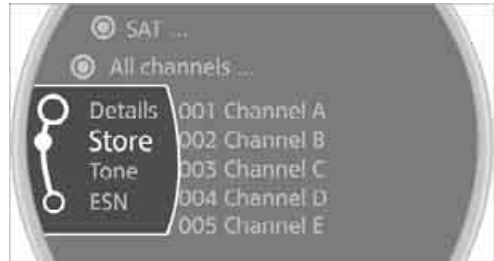 SAT ...
All channels ...
Details 001 Channel A
Store 002 Channel B
Tone 003 Channel C
ESN 004 Channel D
005 Channel E